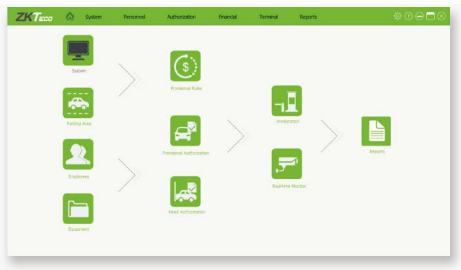 ZKTeco System Personnel Authorization Financial Terminal Reports
System
Provisional Rules
Parking Area
Provisional Authorization
Employees
Fixed Authorization
Equipment
Realtime Monitor
Reports